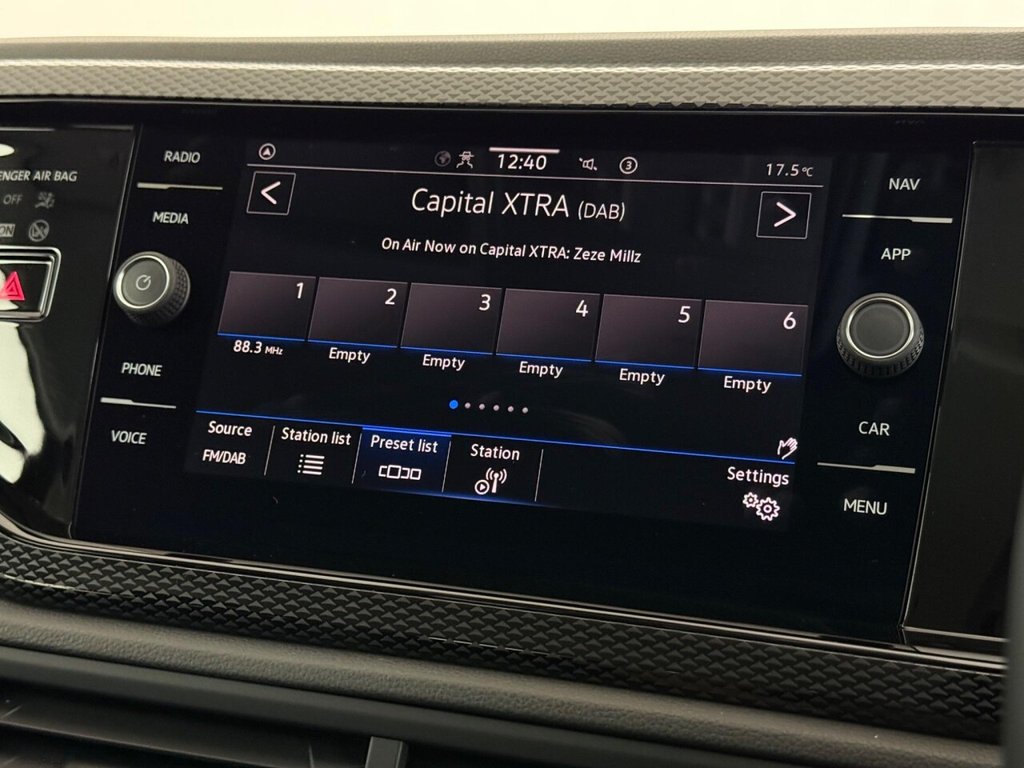 ENGER AIR BAG
OFF
ON
RADIO
MEDIA
PHONE
VOICE
12:40
3
17.5°C
< Capital XTRA (DAB) >
On Air Now on Capital XTRA: Zeze Millz
1 2 3 4 5 6
88.3 MHz Empty Empty Empty Empty Empty
Source Station list Preset list Station Settings
FM/DAB
NAV
APP
CAR
MENU